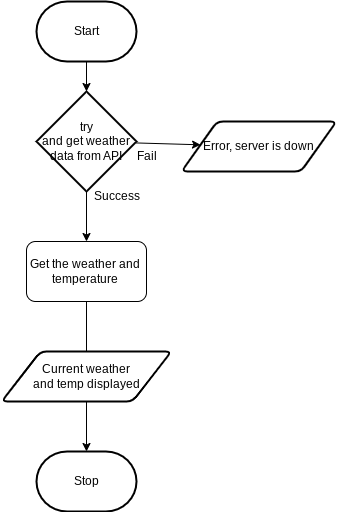 Start
try
and get weather
data from API
Fail
Error, server is down
Success
Get the weather and
temperature
Current weather
and temp displayed
Stop